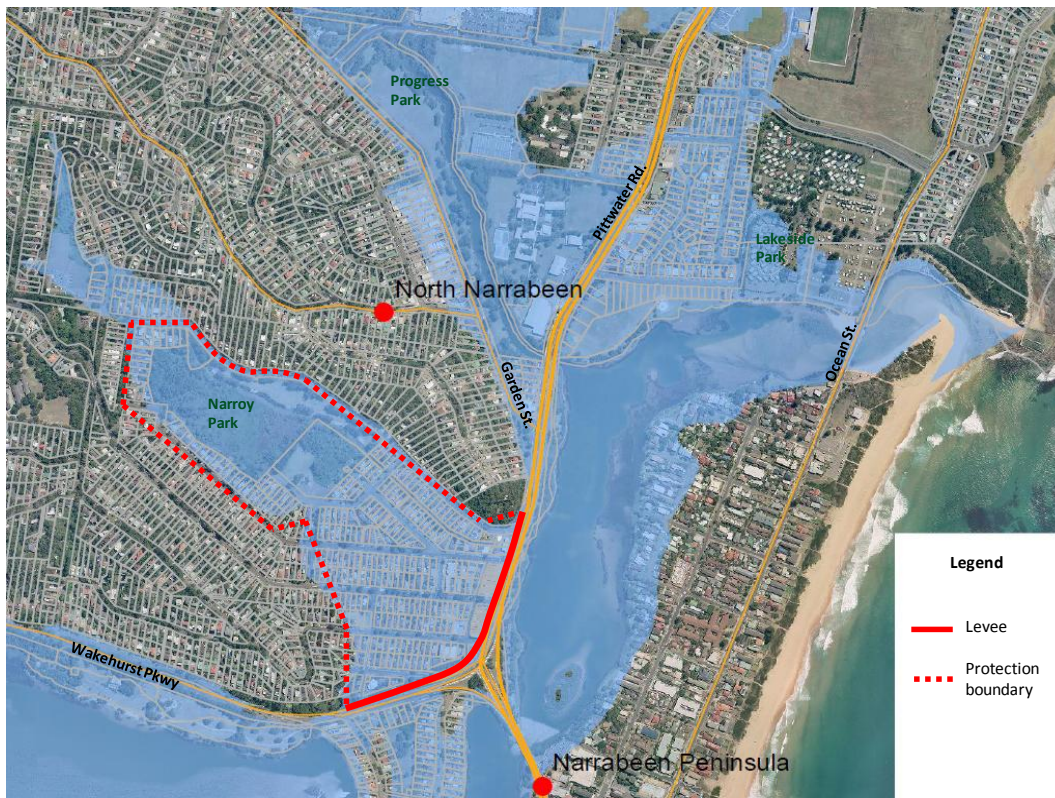 Progress
Park
Pittwater Rd.
Lakeside
Park
North Narrabeen
Ocean St.
Garden St.
Narroy
Park
Legend
Levee
Wakehurst Pkwy
Protection
boundary
Narrabeen Peninsula